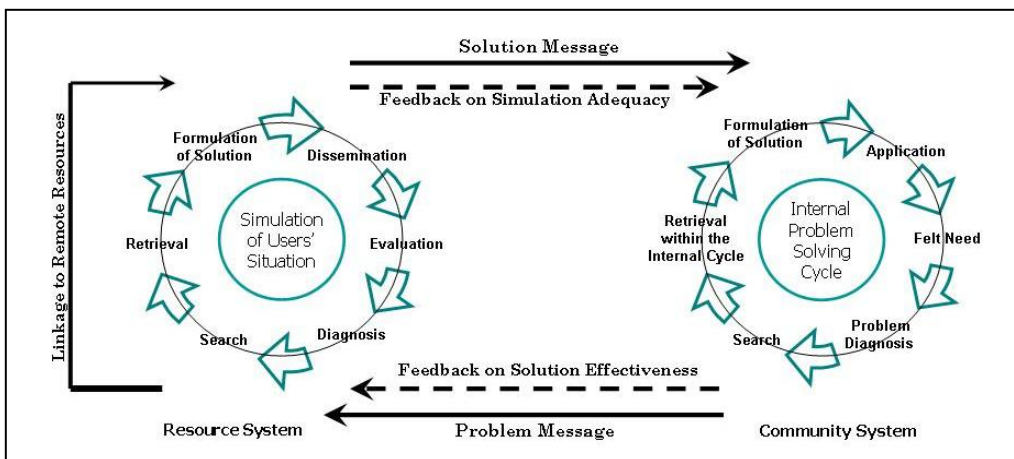 Solution Message
Feedback on Simulation Adequacy
Linkage to Remote Resources
Formulation
of Solution
Dissemination
Evaluation
Diagnosis
Search
Retrieval
Simulation
of Users'
Situation
Formulation
of Solution
Application
Felt Need
Problem
Diagnosis
Search
Retrieval
within the
Internal Cycle
Internal
Problem
Solving
Cycle
Feedback on Solution Effectiveness
Problem Message
Resource System
Community System